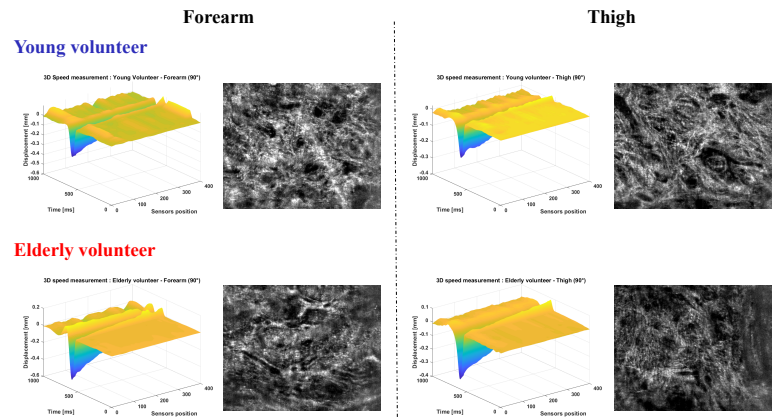 Forearm
Thigh
Young volunteer
3D Speed measurement : Young Volunteer - Forearm (90°)
0
-0.1
-0.2
-0.3
-0.4
-0.5
-0.6
Displacement [mm]
1000
500
0
Time [ms]
0
100
200
300
400
Sensors position
3D Speed measurement : Young volunteer - Thigh (90°)
0
-0.1
-0.2
-0.3
-0.4
Displacement [mm]
1000
500
0
Time [ms]
0
100
200
300
400
Sensors position
Elderly volunteer
3D speed measurement : Elderly volunteer - Forearm (90°)
0.2
0
-0.2
-0.4
-0.6
Displacement [mm]
1000
500
0
Time [ms]
0
100
200
300
400
Sensors position
3D speed measurement : Elderly volunteer - Thigh (90°)
0.1
0
-0.1
-0.2
-0.3
-0.4
Displacement [mm]
1000
500
0
Time [ms]
0
100
200
300
400
Sensors position